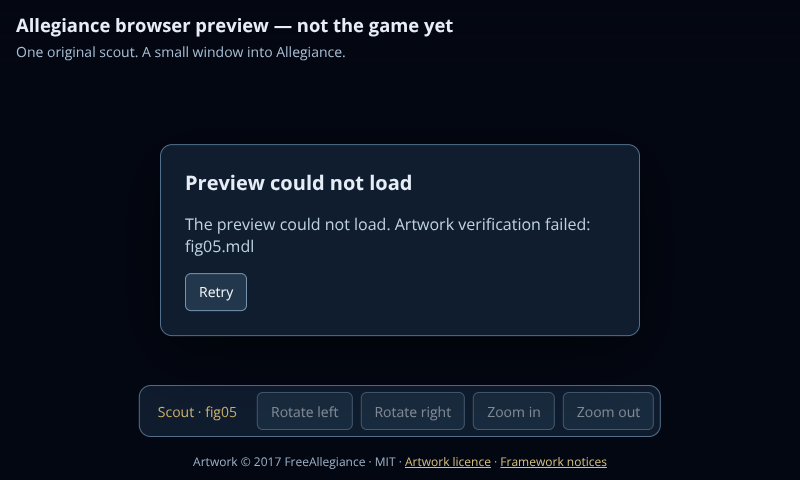 Allegiance browser preview — not the game yet
One original scout. A small window into Allegiance.
Preview could not load
The preview could not load. Artwork verification failed:
fig05.mdl
Retry
Scout · fig05 Rotate left Rotate right Zoom in Zoom out
Artwork © 2017 FreeAllegiance · MIT · Artwork licence · Framework notices